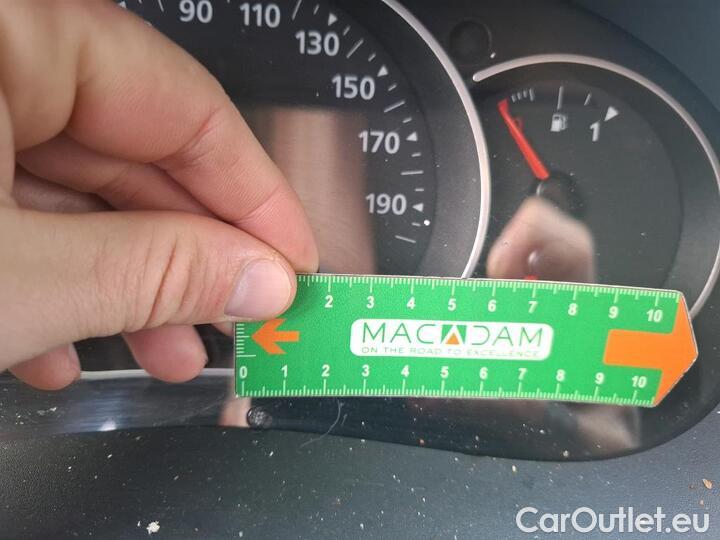 90 110
130
150
170
190
1
2 3 4 5 6 7 8 9 10
MACADAM
ON THE ROAD TO EXCELLENCE
0 1 2 3 4 5 6 7 8 9 10
CarOutlet.eu